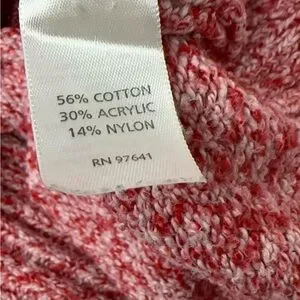 56% COTTON
30% ACRYLIC
14% NYLON
RN 97641